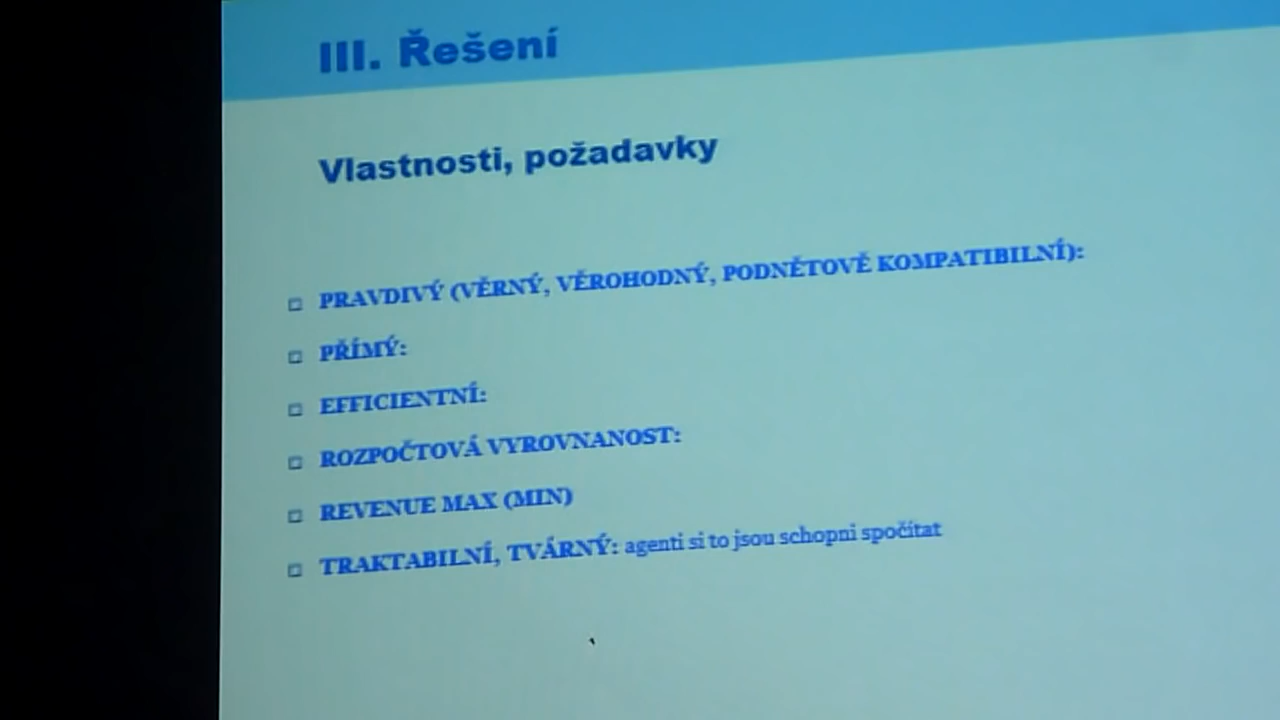 III. Řešení
Vlastnosti, požadavky
PRAVDIVÝ (VĚRNÝ, VĚROHODNÝ, PODNĚTOVĚ KOMPATIBILNÍ):
PŘÍMÝ:
EFFICIENTNÍ:
ROZPOČTOVÁ VYROVNANOST:
REVENUE MAX (MIN)
TRAKTABILNÍ, TVÁRNÝ: agenti si to jsou schopni spočítat